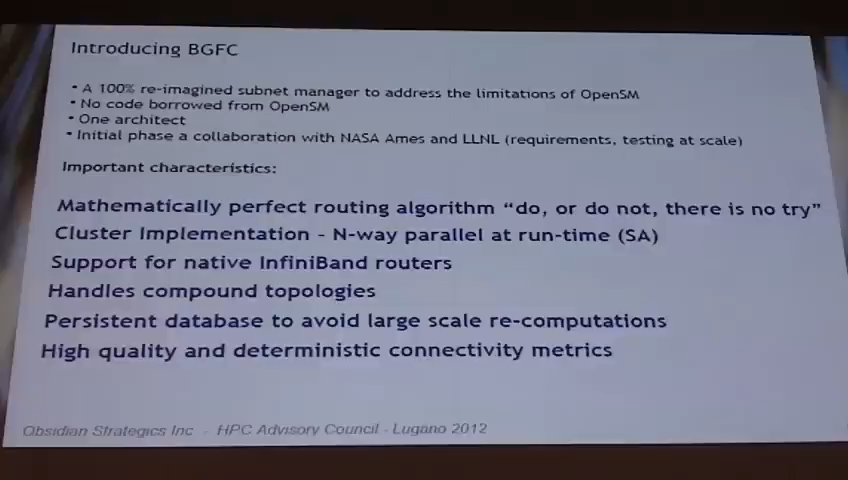 Introducing BGFC
• A 100% re-imagined subnet manager to address the limitations of OpenSM
• No code borrowed from OpenSM
• One architect
• Initial phase a collaboration with NASA Ames and LLNL (requirements, testing at scale)
Important characteristics:
Mathematically perfect routing algorithm “do, or do not, there is no try”
Cluster Implementation - N-way parallel at run-time (SA)
Support for native InfiniBand routers
Handles compound topologies
Persistent database to avoid large scale re-computations
High quality and deterministic connectivity metrics
Obsidian Strategics Inc - HPC Advisory Council - Lugano 2012